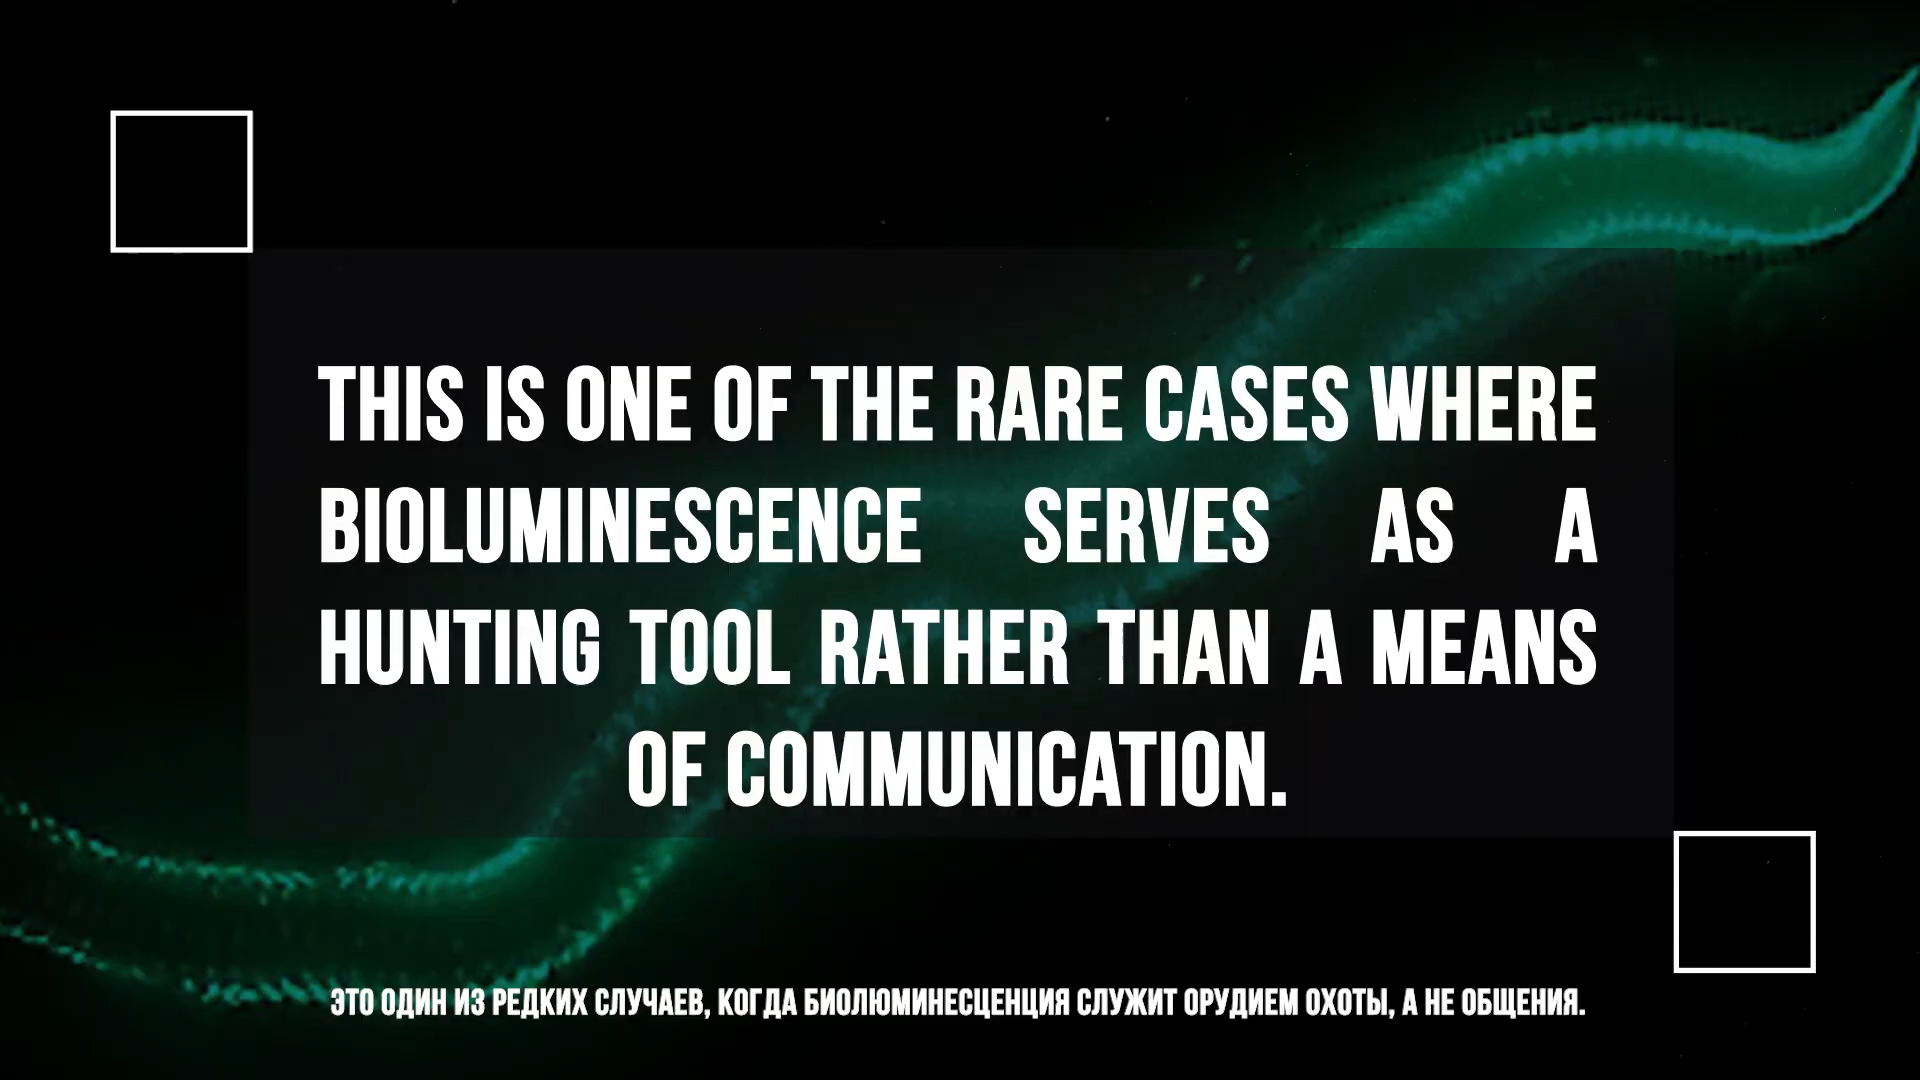 THIS IS ONE OF THE RARE CASES WHERE
BIOLUMINESCENCE SERVES AS A
HUNTING TOOL RATHER THAN A MEANS
OF COMMUNICATION.
ЭТО ОДИН ИЗ РЕДКИХ СЛУЧАЕВ, КОГДА БИОЛЮМИНЕСЦЕНЦИЯ СЛУЖИТ ОРУДИЕМ ОХОТЫ, А НЕ ОБЩЕНИЯ.